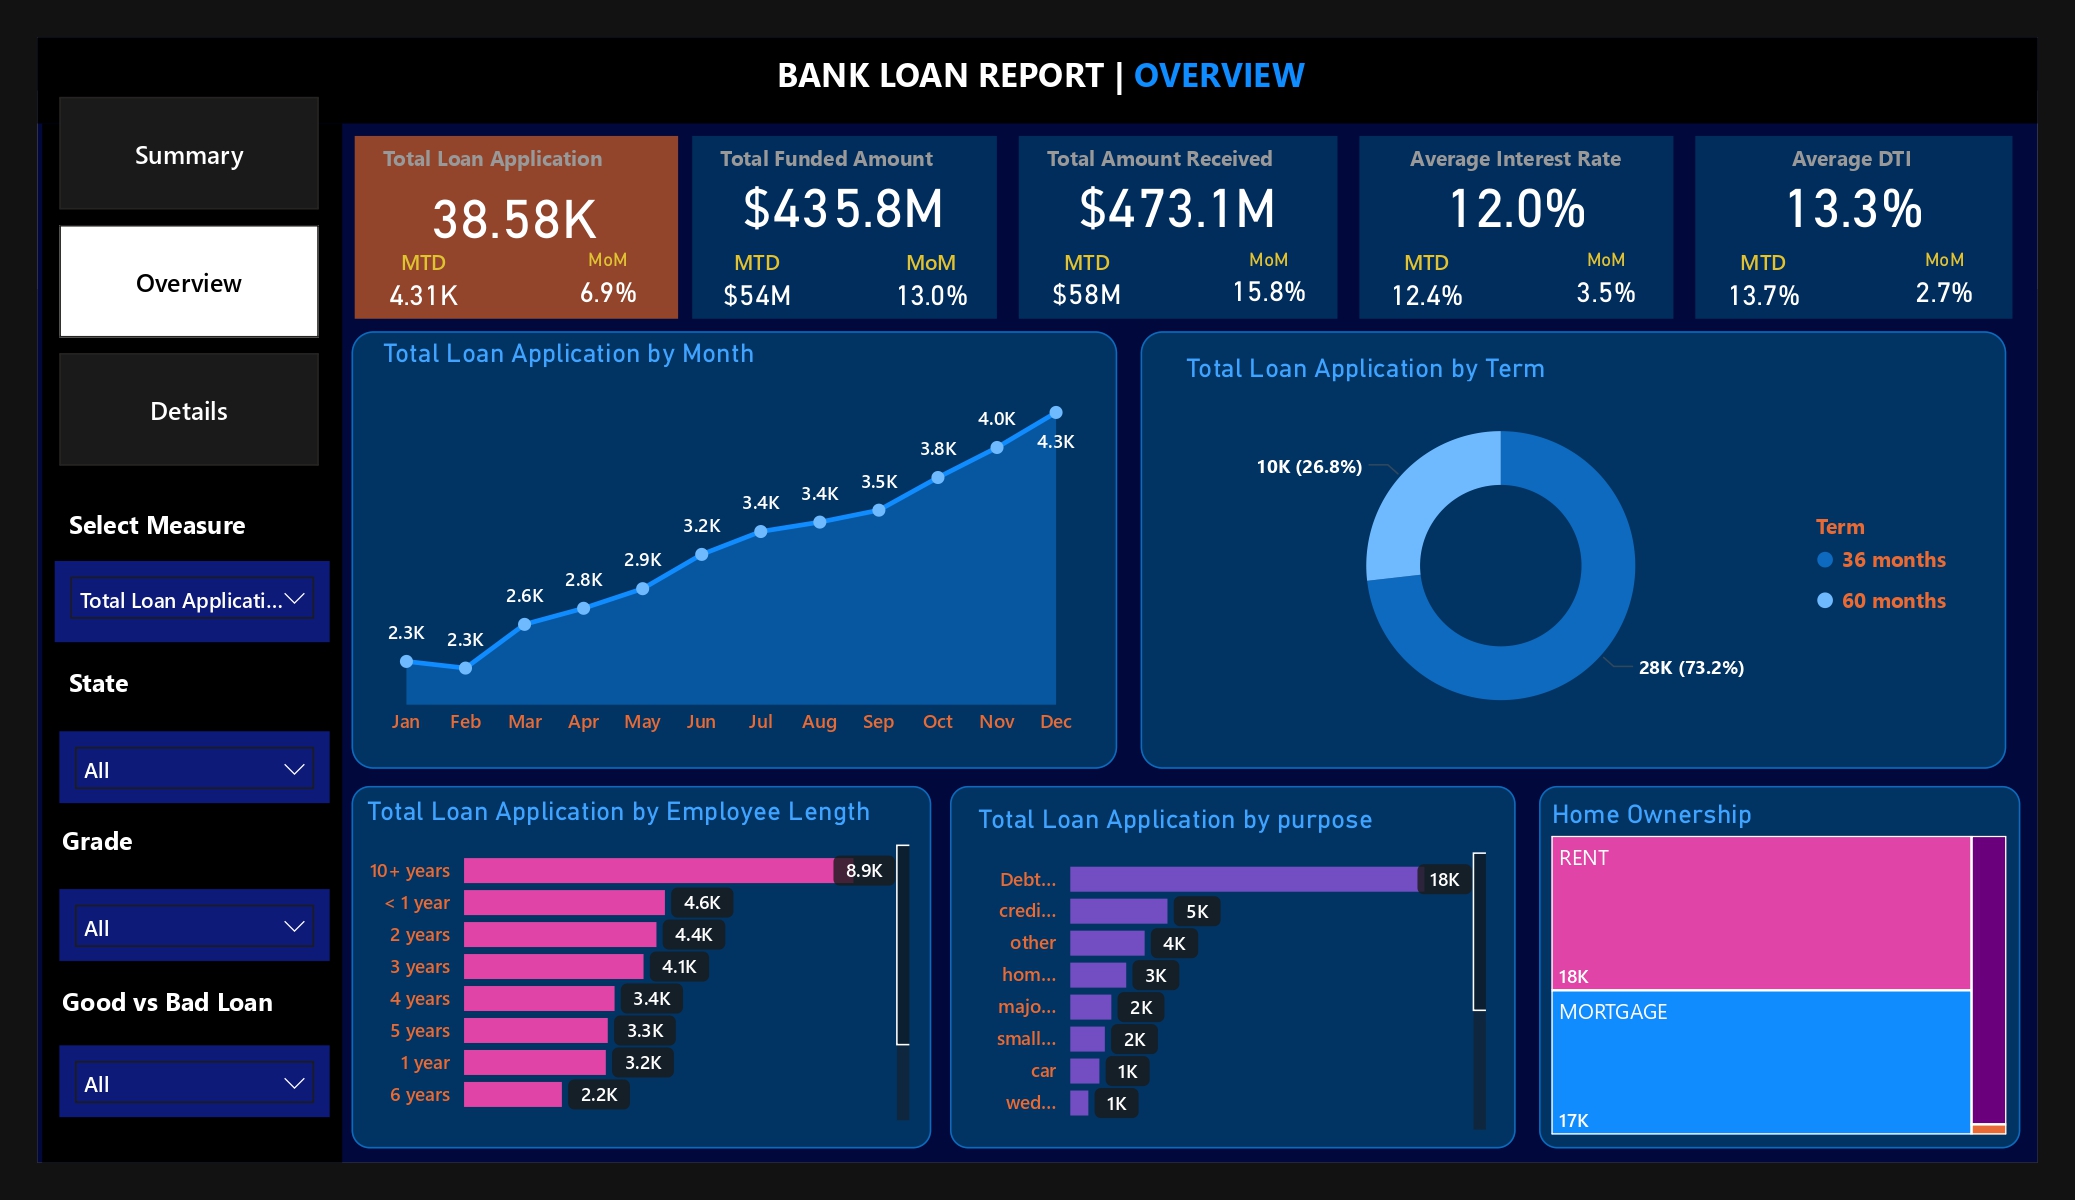 BANK LOAN REPORT | OVERVIEW
Summary
Overview
Details
Select Measure
Total Loan Applicati...
State
All
Grade
All
Good vs Bad Loan
All
Total Loan Application
38.58K
MTD MoM
4.31K 6.9%
Total Funded Amount
$435.8M
MTD MoM
$54M 13.0%
Total Amount Received
$473.1M
MTD MoM
$58M 15.8%
Average Interest Rate
12.0%
MTD MoM
12.4% 3.5%
Average DTI
13.3%
MTD MoM
13.7% 2.7%
Total Loan Application by Month
2.3K 2.3K 2.6K 2.8K 2.9K 3.2K 3.4K 3.4K 3.5K 3.8K 4.0K 4.3K
Jan Feb Mar Apr May Jun Jul Aug Sep Oct Nov Dec
Total Loan Application by Term
10K (26.8%)
28K (73.2%)
Term
36 months
60 months
Total Loan Application by Employee Length
10+ years 8.9K
< 1 year 4.6K
2 years 4.4K
3 years 4.1K
4 years 3.4K
5 years 3.3K
1 year 3.2K
6 years 2.2K
Total Loan Application by purpose
Debt... 18K
credi... 5K
other 4K
hom... 3K
majo... 2K
small... 2K
car 1K
wed... 1K
Home Ownership
RENT
18K
MORTGAGE
17K